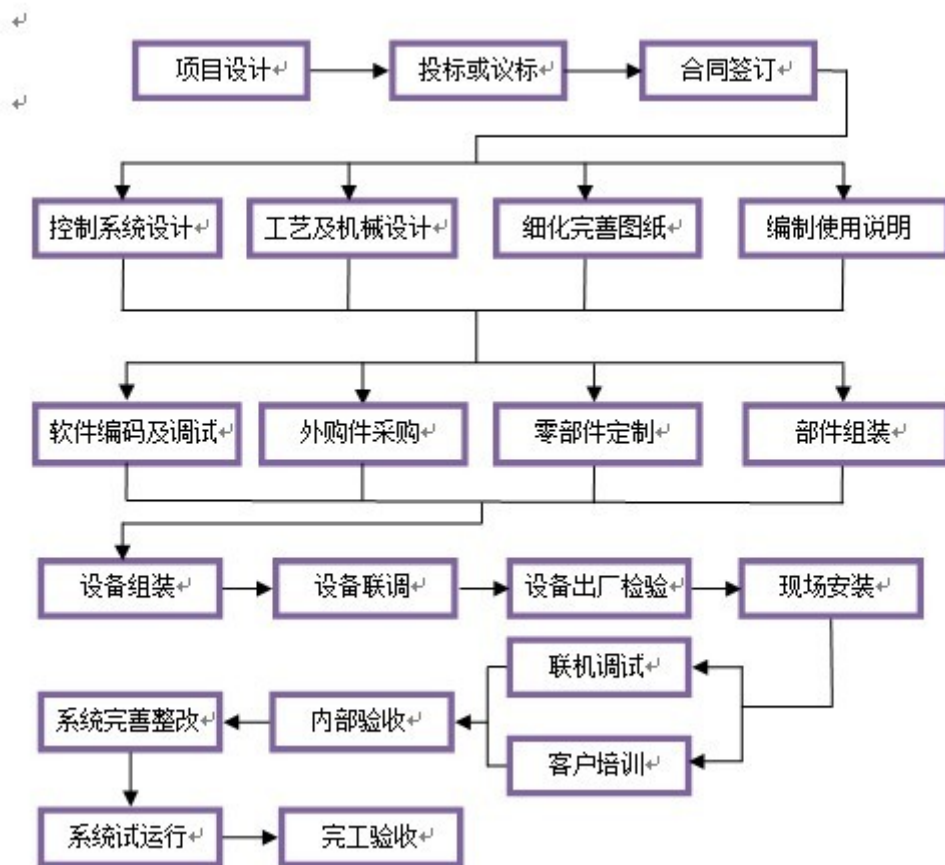 项目设计
投标或议标
合同签订
控制系统设计
工艺及机械设计
细化完善图纸
编制使用说明
软件编码及调试
外购件采购
零部件定制
部件组装
设备组装
设备联调
设备出厂检验
现场安装
联机调试
系统完善整改
内部验收
客户培训
系统试运行
完工验收